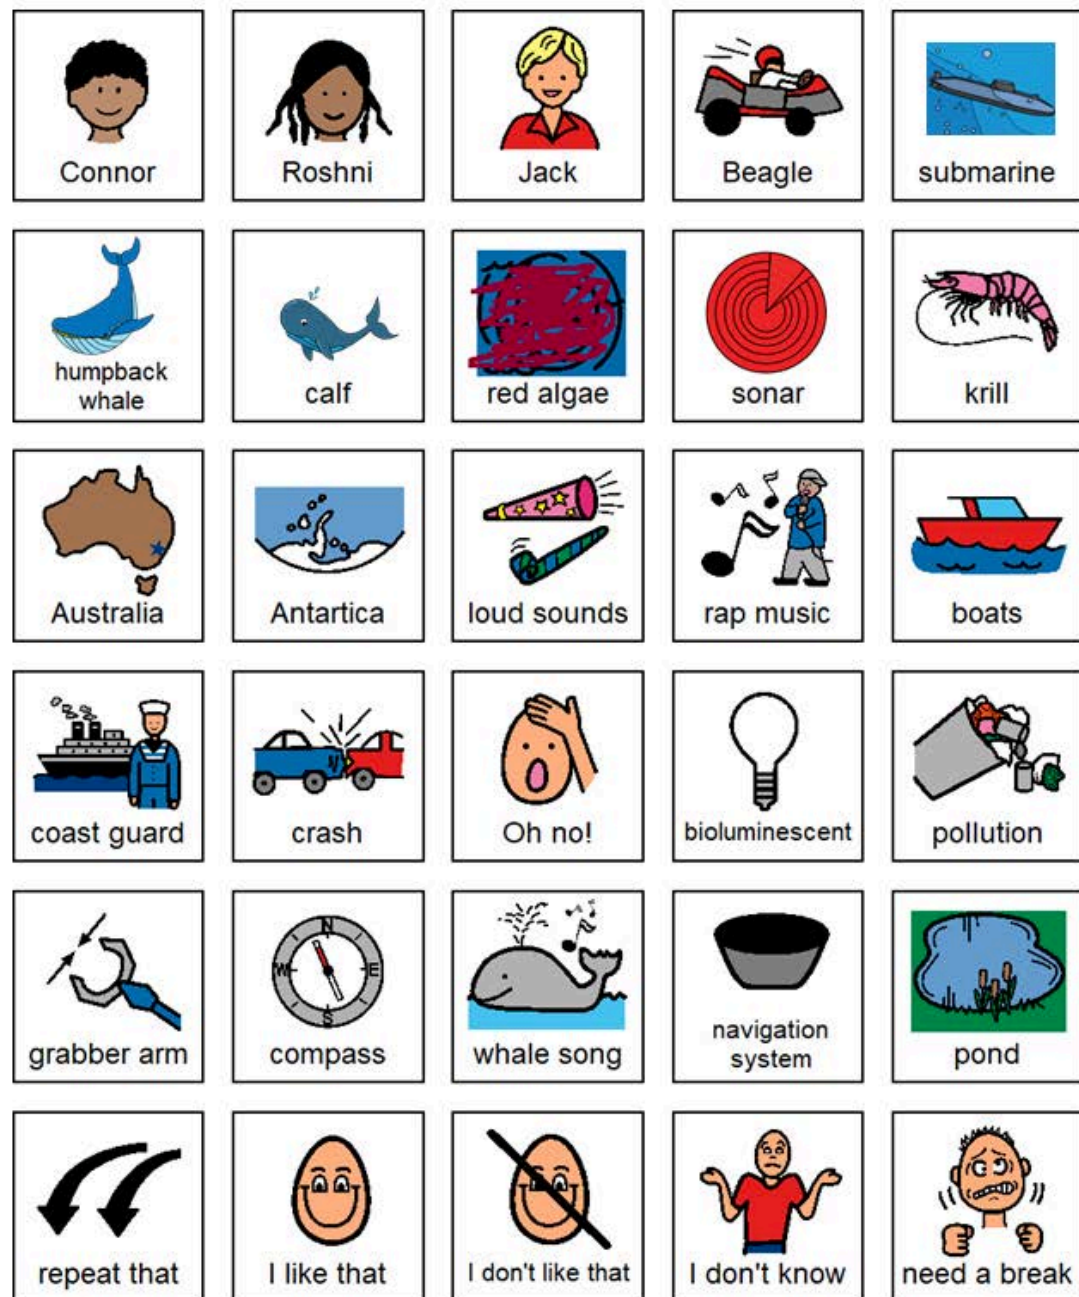 Connor
Roshni
Jack
Beagle
submarine
humpback
whale
calf
red algae
sonar
krill
Australia
Antartica
loud sounds
rap music
boats
coast guard
crash
Oh no!
bioluminescent
pollution
grabber arm
N
W
E
S
compass
whale song
navigation
system
pond
repeat that
I like that
I don't like that
I don't know
need a break